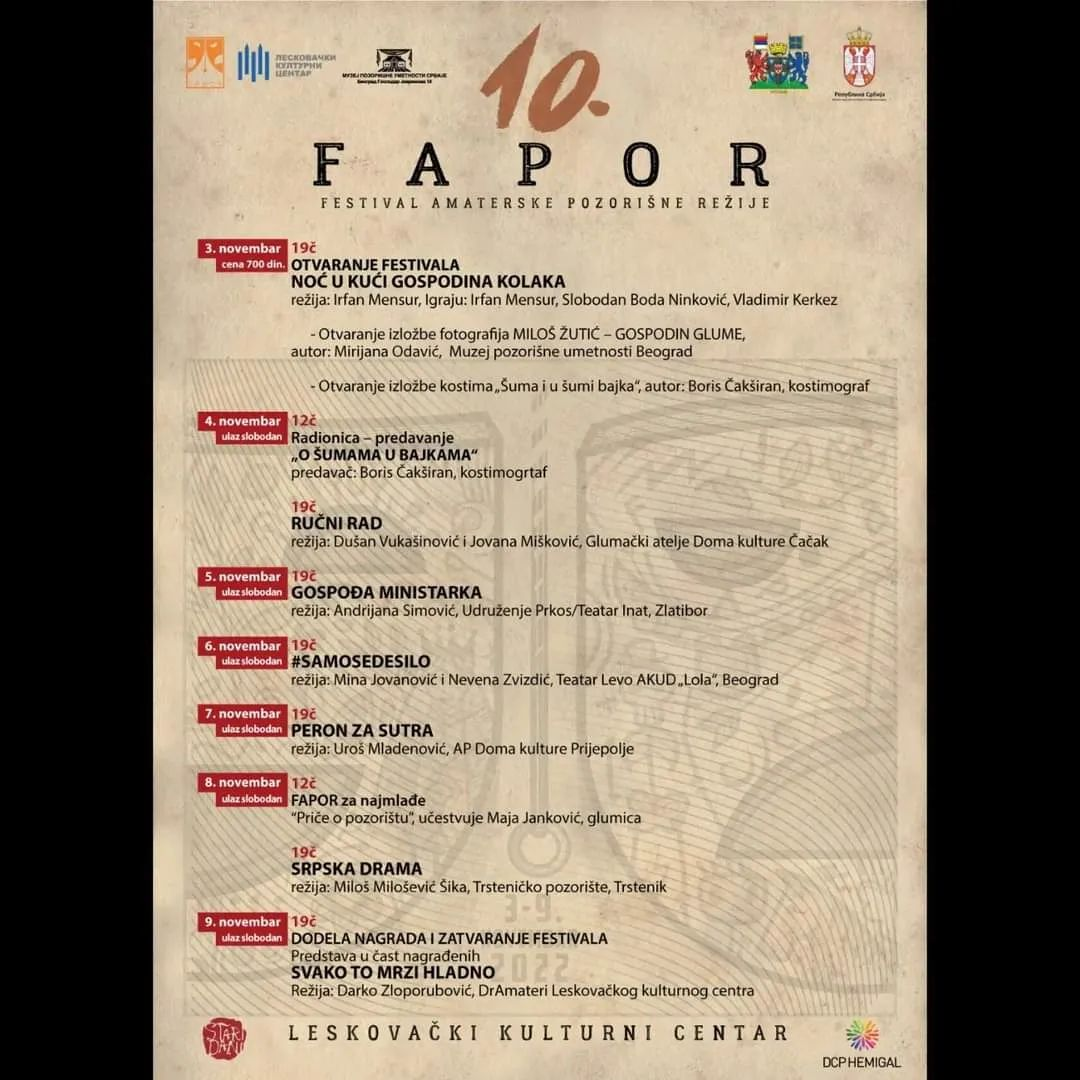 ЛЕСКОВАЧКИ
КУЛТУРНИ
ЦЕНТАР
МУЗЕЈ ПОЗОРИШНЕ УМЕТНОСТИ СРБИЈЕ
Београд Господар Јевремова 19
Република Србија
10.
FAPOR
FESTIVAL AMATERSKE POZORIŠNE REŽIJE
3. novembar 19č
cena 700 din. OTVARANJE FESTIVALA
NOĆ U KUĆI GOSPODINA KOLAKA
režija: Irfan Mensur, Igraju: Irfan Mensur, Slobodan Boda Ninković, Vladimir Kerkez
- Otvaranje izložbe fotografija MILOŠ ŽUTIĆ – GOSPODIN GLUME,
autor: Mirijana Odavić, Muzej pozorišne umetnosti Beograd
- Otvaranje izložbe kostima „Šuma i u šumi bajka“, autor: Boris Čakširan, kostimograf
4. novembar 12č
ulaz slobodan Radionica – predavanje
„O ŠUMAMA U BAJKAMA“
predavač: Boris Čakširan, kostimogrtaf
19č
RUČNI RAD
režija: Dušan Vukašinović i Jovana Mišković, Glumački atelje Doma kulture Čačak
5. novembar 19č
ulaz slobodan GOSPOĐA MINISTARKA
režija: Andrijana Simović, Udruženje Prkos/Teatar Inat, Zlatibor
6. novembar 19č
ulaz slobodan #SAMOSEDESILO
režija: Mina Jovanović i Nevena Zvizdić, Teatar Levo AKUD „Lola“, Beograd
7. novembar 19č
ulaz slobodan PERON ZA SUTRA
režija: Uroš Mladenović, AP Doma kulture Prijepolje
8. novembar 12č
ulaz slobodan FAPOR za najmlađe
“Priče o pozorištu”, učestvuje Maja Janković, glumica
19č
SRPSKA DRAMA
režija: Miloš Milošević Šika, Trsteničko pozorište, Trstenik
3-9.
9. novembar 19č
ulaz slobodan DODELA NAGRADA I ZATVARANJE FESTIVALA
Predstava u čast nagrađenih
SVAKO TO MRZI HLADNO
2022
Režija: Darko Zloporubović, DrAmateri Leskovačkog kulturnog centra
STARI
DANI
LESKOVAČKI KULTURNI CENTAR
DCP HEMIGAL